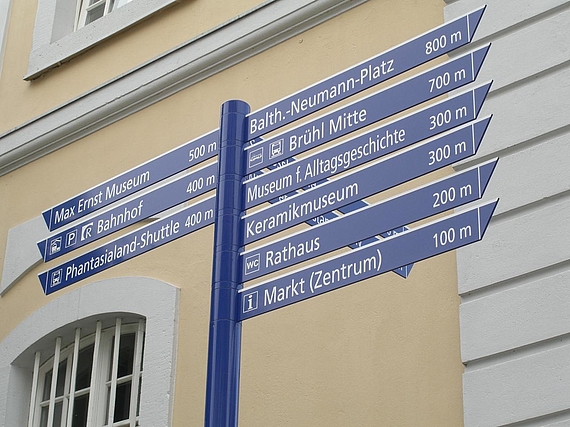 Max Ernst Museum 500 m
P Bahnhof 400 m
Phantasialand-Shuttle 400 m
Balth.-Neumann-Platz 800 m
Brühl Mitte 700 m
Museum f. Alltagsgeschichte 300 m
Keramikmuseum 300 m
WC Rathaus 200 m
i Markt (Zentrum) 100 m